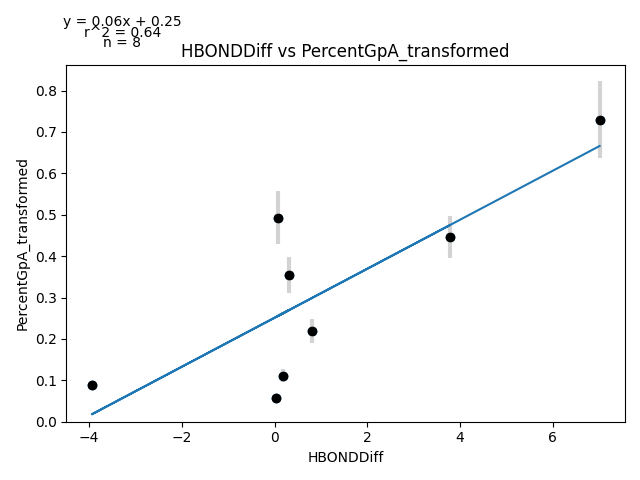 y = 0.06x + 0.25
r^2 = 0.64
n = 8
HBONDDiff vs PercentGpA_transformed
0.8
0.7
0.6
0.5
0.4
0.3
0.2
0.1
0.0
PercentGpA_transformed
−4
−2
0
2
4
6
HBONDDiff